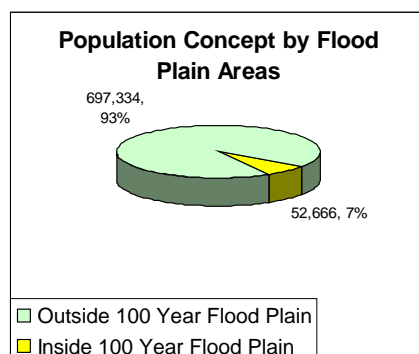 Population Concept by Flood
Plain Areas
697,334,
93%
52,666, 7%
Outside 100 Year Flood Plain
Inside 100 Year Flood Plain